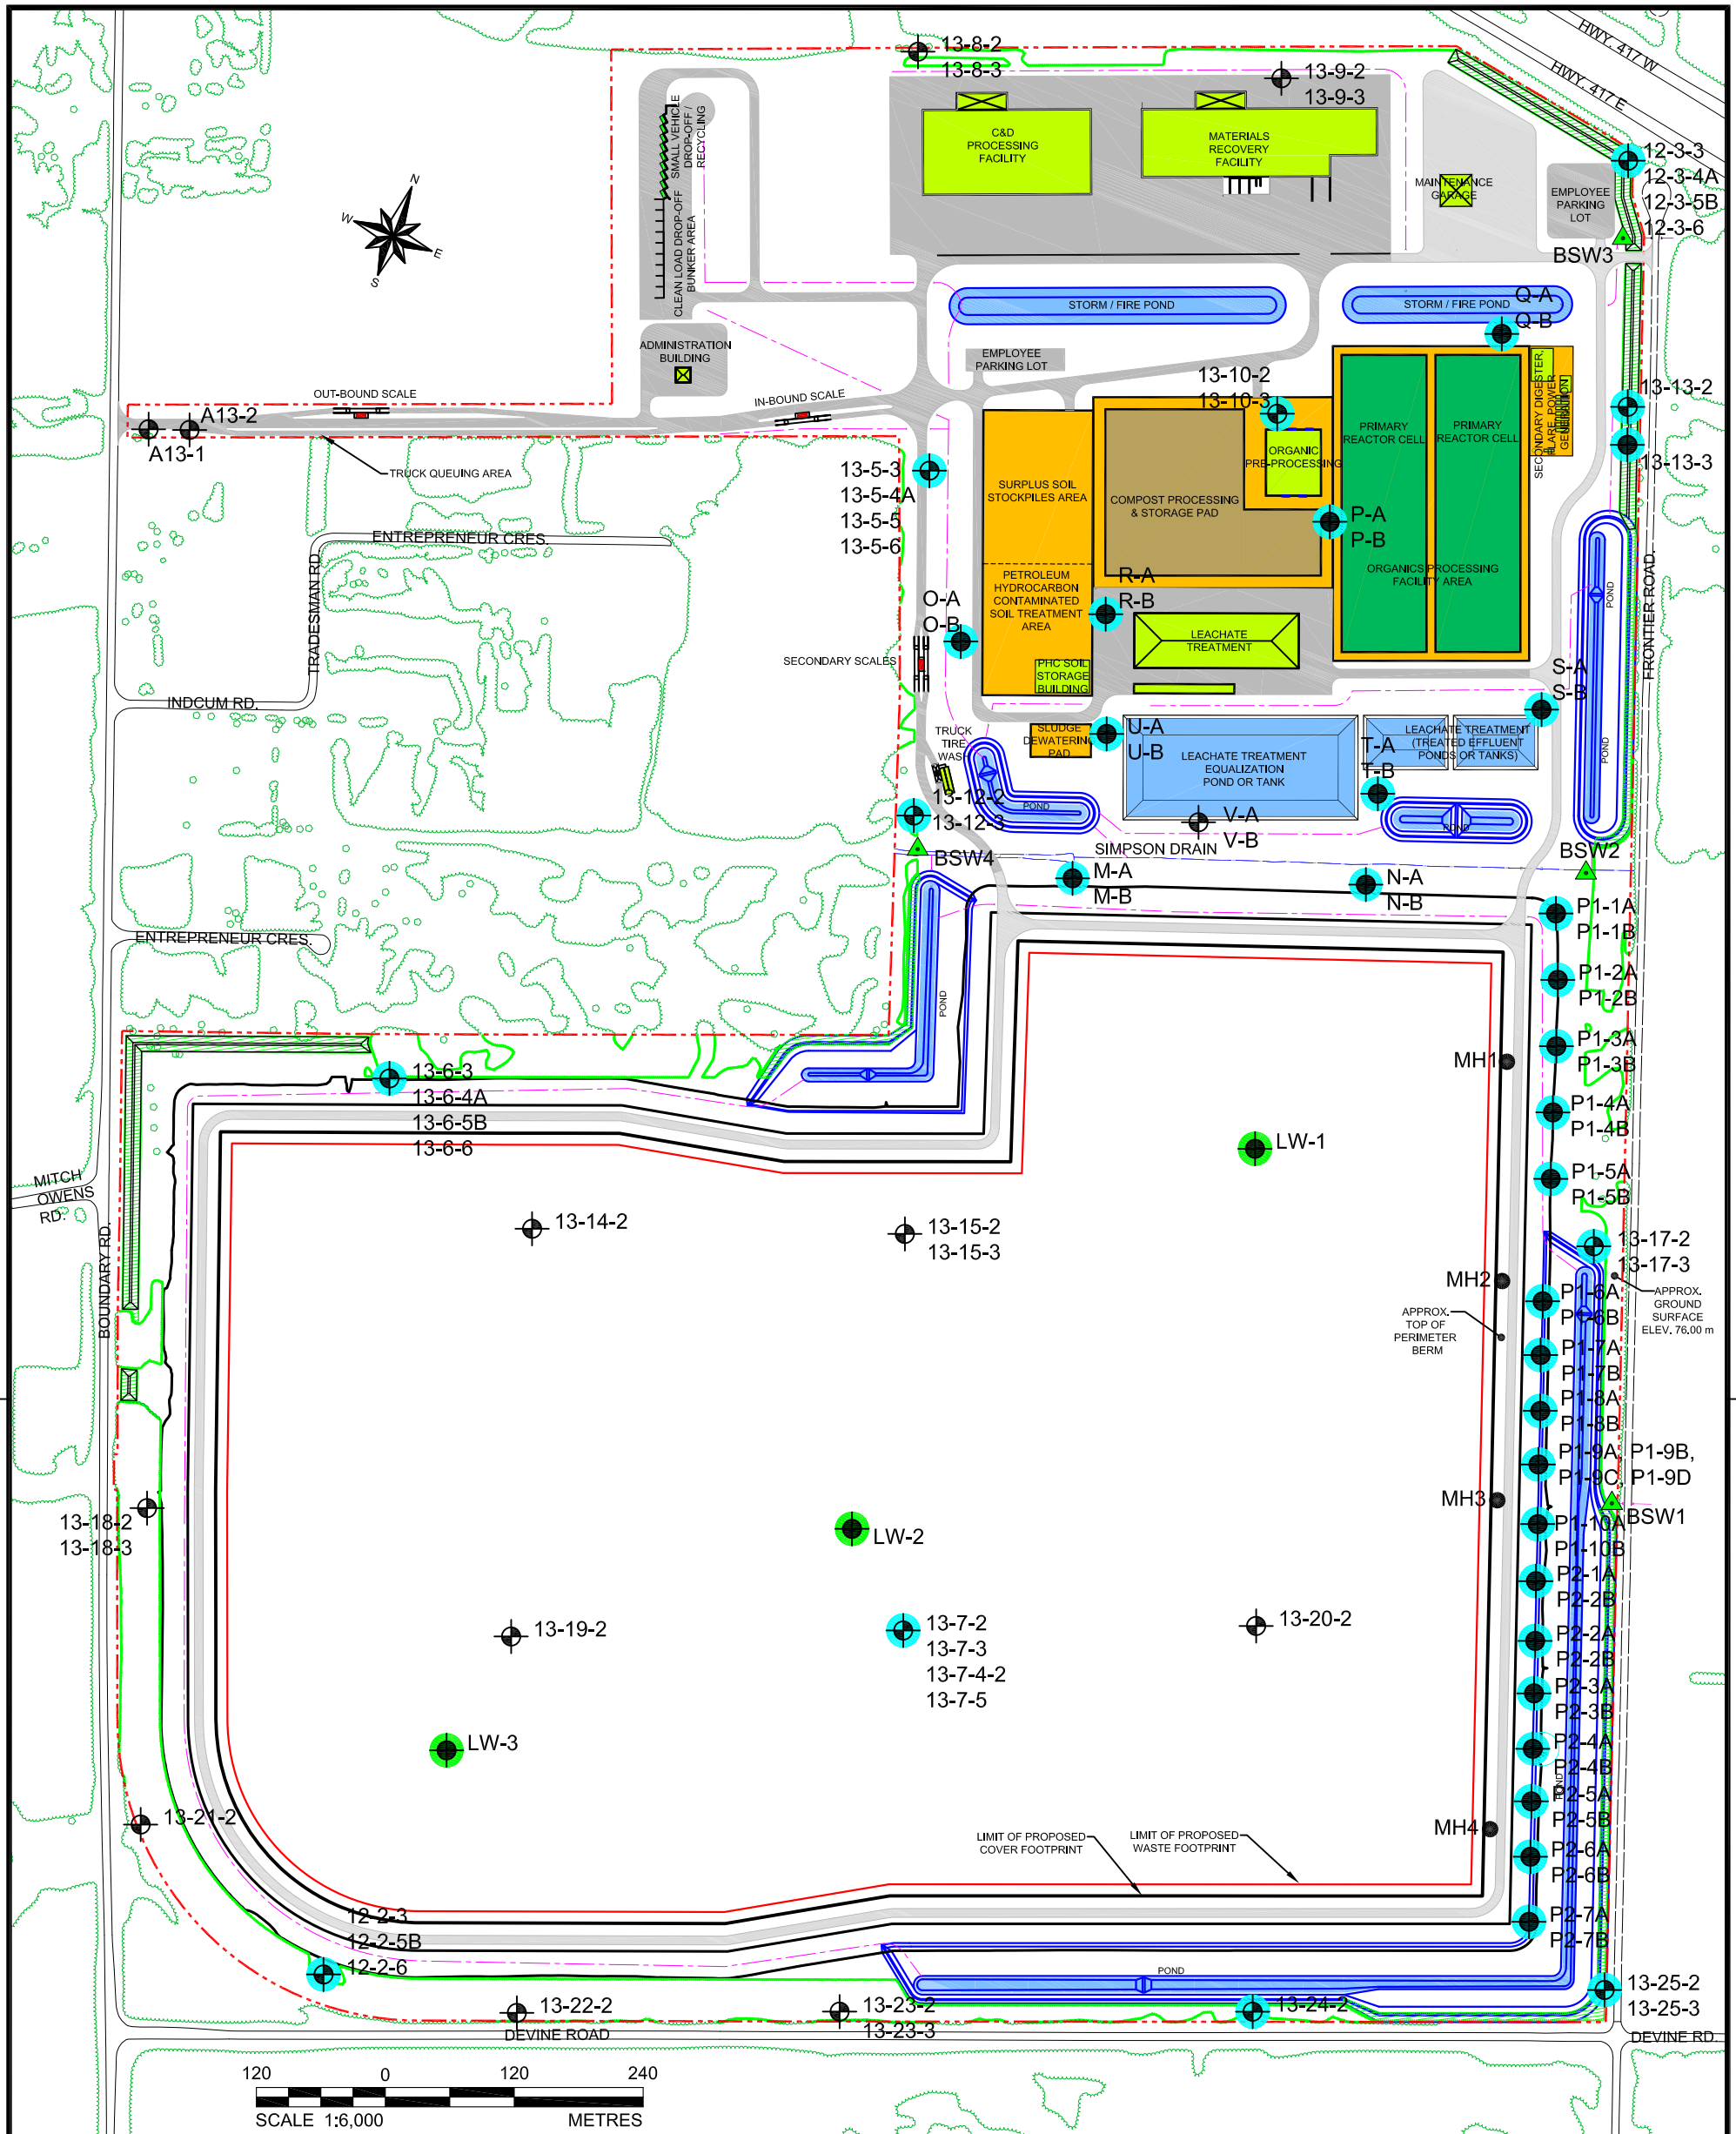 HWY. 417 W
HWY. 417 E
13-8-2
13-8-3
13-9-2
13-9-3
SMALL VEHICLE
DROP-OFF /
RECYCLING
CLEAN LOAD DROP-OFF
BUNKER AREA
C&D
PROCESSING
FACILITY
MATERIALS
RECOVERY
FACILITY
MAINTENANCE
GARAGE
EMPLOYEE
PARKING
LOT
12-3-3
12-3-4A
12-3-5B
12-3-6
BSW3
N
W
E
S
STORM / FIRE POND
STORM / FIRE POND
Q-A
Q-B
ADMINISTRATION
BUILDING
EMPLOYEE
PARKING LOT
OUT-BOUND SCALE
IN-BOUND SCALE
A13-2
A13-1
TRUCK QUEUING AREA
13-10-2
13-10-3
13-13-2
13-13-3
PRIMARY
REACTOR CELL
PRIMARY
REACTOR CELL
SECONDARY DIGESTER,
FLARE, POWER
GENERATION
ORGANIC
PRE-PROCESSING
13-5-3
13-5-4A
13-5-5
13-5-6
SURPLUS SOIL
STOCKPILES AREA
COMPOST PROCESSING
& STORAGE PAD
P-A
P-B
ORGANICS PROCESSING
FACILITY AREA
ENTREPRENEUR CRES.
TRADESMAN RD.
INDCUM RD.
PETROLEUM
HYDROCARBON
CONTAMINATED
SOIL TREATMENT
AREA
R-A
R-B
O-A
O-B
LEACHATE
TREATMENT
SECONDARY SCALES
PHC SOIL
STORAGE
BUILDING
POND
POND
FRONTIER ROAD.
S-A
S-B
TRUCK
TIRE
WASH
SLUDGE
DEWATERING
PAD
U-A
U-B
LEACHATE TREATMENT
EQUALIZATION
POND OR TANK
LEACHATE TREATMENT
(TREATED EFFLUENT
PONDS OR TANKS)
T-A
T-B
13-12-2
13-12-3
POND
POND
V-A
V-B
BSW4
SIMPSON DRAIN
BSW2
M-A
M-B
N-A
N-B
ENTREPRENEUR CRES.
POND
P1-1A
P1-1B
P1-2A
P1-2B
P1-3A
P1-3B
MH1
P1-4A
P1-4B
P1-5A
P1-5B
13-6-3
13-6-4A
13-6-5B
13-6-6
LW-1
MITCH
OWENS
RD.
BOUNDARY RD.
13-14-2
13-15-2
13-15-3
13-17-2
13-17-3
MH2
APPROX.
TOP OF
PERIMETER
BERM
APPROX.
GROUND
SURFACE
ELEV. 76.00 m
P1-6A
P1-6B
P1-7A
P1-7B
P1-8A
P1-8B
P1-9A, P1-9B,
P1-9C, P1-9D
MH3
BSW1
13-18-2
13-18-3
LW-2
P1-10A
P1-10B
P2-1A
P2-2B
13-19-2
13-7-2
13-7-3
13-7-4-2
13-7-5
13-20-2
P2-2A
P2-2B
P2-3A
P2-3B
LW-3
P2-4A
P2-4B
POND
P2-5A
P2-5B
MH4
P2-6A
P2-6B
13-21-2
LIMIT OF PROPOSED
COVER FOOTPRINT
LIMIT OF PROPOSED
WASTE FOOTPRINT
12-2-3
12-2-5B
12-2-6
P2-7A
P2-7B
POND
13-22-2
13-23-2
13-23-3
13-24-2
13-25-2
13-25-3
DEVINE ROAD
DEVINE RD.
120 0 120 240
SCALE 1:6,000 METRES